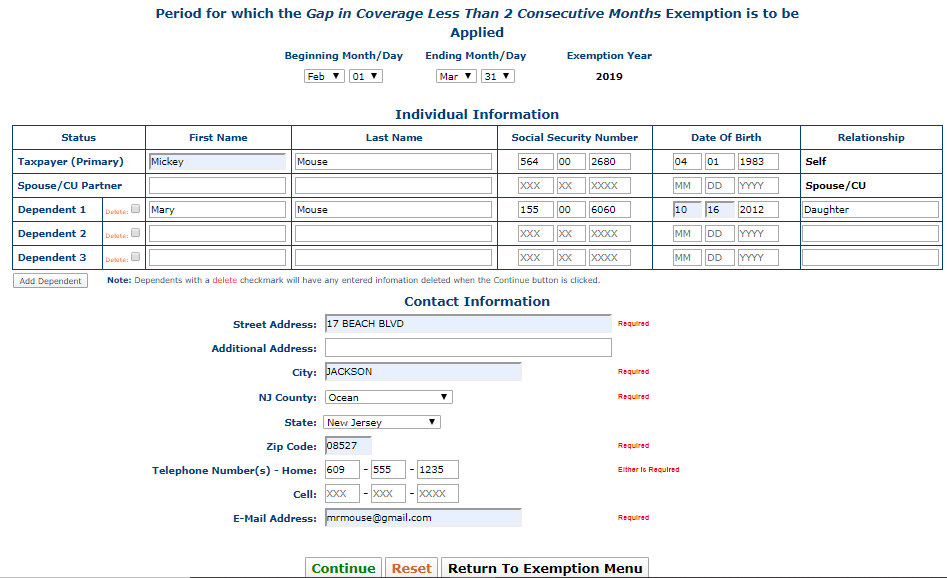 Period for which the Gap in Coverage Less Than 2 Consecutive Months Exemption is to be
Applied
Beginning Month/Day Ending Month/Day Exemption Year
Feb 01 Mar 31 2019
Individual Information
Status First Name Last Name Social Security Number Date Of Birth Relationship
Taxpayer (Primary) Mickey Mouse 564 00 2680 04 01 1983 Self
Spouse/CU Partner XXX XX XXXX MM DD YYYY Spouse/CU
Dependent 1 Delete: Mary Mouse 155 00 6060 10 16 2012 Daughter
Dependent 2 Delete: XXX XX XXXX MM DD YYYY
Dependent 3 Delete: XXX XX XXXX MM DD YYYY
Add Dependent Note: Dependents with a delete checkmark will have any entered infomation deleted when the Continue button is clicked.
Contact Information
Street Address: 17 BEACH BLVD Required
Additional Address:
City: JACKSON Required
NJ County: Ocean Required
State: New Jersey
Zip Code: 08527 Required
Telephone Number(s) - Home: 609 - 555 - 1235 Either is Required
Cell: XXX - XXX - XXXX
E-Mail Address: mrmouse@gmail.com Required
Continue Reset Return To Exemption Menu